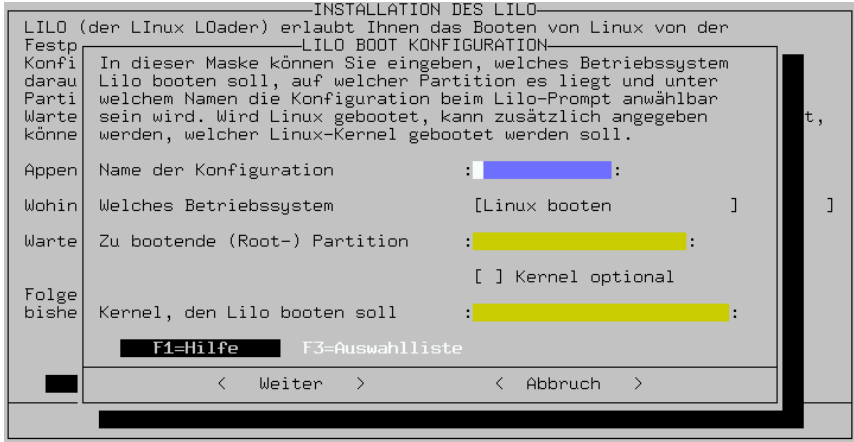 INSTALLATION DES LILO
LILO (der LInux LOader) erlaubt Ihnen das Booten von Linux von der
Festp
LILO BOOT KONFIGURATION
Konfi
In dieser Maske können Sie eingeben, welches Betriebssystem
darau
Lilo booten soll, auf welcher Partition es liegt und unter
Parti
welchem Namen die Konfiguration beim Lilo-Prompt anwählbar
Warte
sein wird. Wird Linux gebootet, kann zusätzlich angegeben
t,
könne
werden, welcher Linux-Kernel gebootet werden soll.
Appen
Name der Konfiguration : :
Wohin
Welches Betriebssystem [Linux booten ]
]
Warte
Zu bootende (Root-) Partition : :
[ ] Kernel optional
Folge
bishe
Kernel, den Lilo booten soll : :
F1=Hilfe F3=Auswahlliste
< Weiter > < Abbruch >